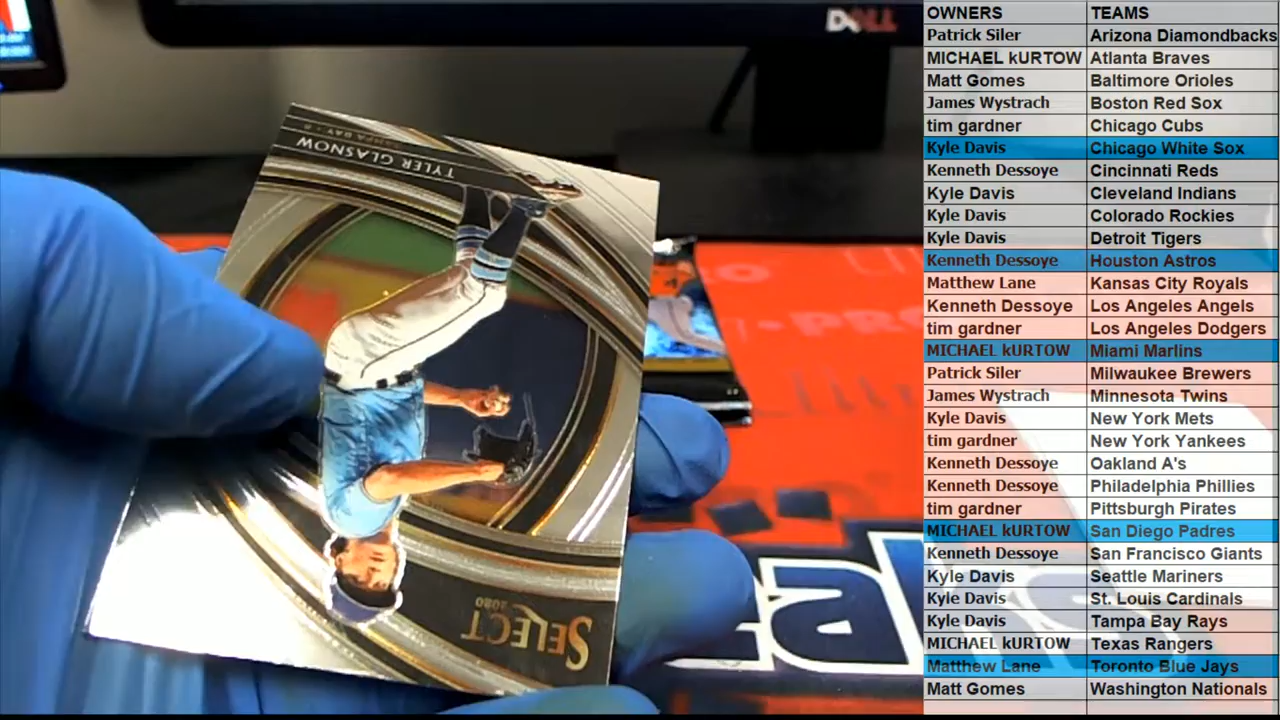 DELL
TYLER GLASNOW
TAMPA BAY - P
SELECT
2020
OWNERS TEAMS
Patrick Siler Arizona Diamondbacks
MICHAEL kURTOW Atlanta Braves
Matt Gomes Baltimore Orioles
James Wystrach Boston Red Sox
tim gardner Chicago Cubs
Kyle Davis Chicago White Sox
Kenneth Dessoye Cincinnati Reds
Kyle Davis Cleveland Indians
Kyle Davis Colorado Rockies
Kyle Davis Detroit Tigers
Kenneth Dessoye Houston Astros
Matthew Lane Kansas City Royals
Kenneth Dessoye Los Angeles Angels
tim gardner Los Angeles Dodgers
MICHAEL kURTOW Miami Marlins
Patrick Siler Milwaukee Brewers
James Wystrach Minnesota Twins
Kyle Davis New York Mets
tim gardner New York Yankees
Kenneth Dessoye Oakland A's
Kenneth Dessoye Philadelphia Phillies
tim gardner Pittsburgh Pirates
MICHAEL kURTOW San Diego Padres
Kenneth Dessoye San Francisco Giants
Kyle Davis Seattle Mariners
Kyle Davis St. Louis Cardinals
Kyle Davis Tampa Bay Rays
MICHAEL kURTOW Texas Rangers
Matthew Lane Toronto Blue Jays
Matt Gomes Washington Nationals